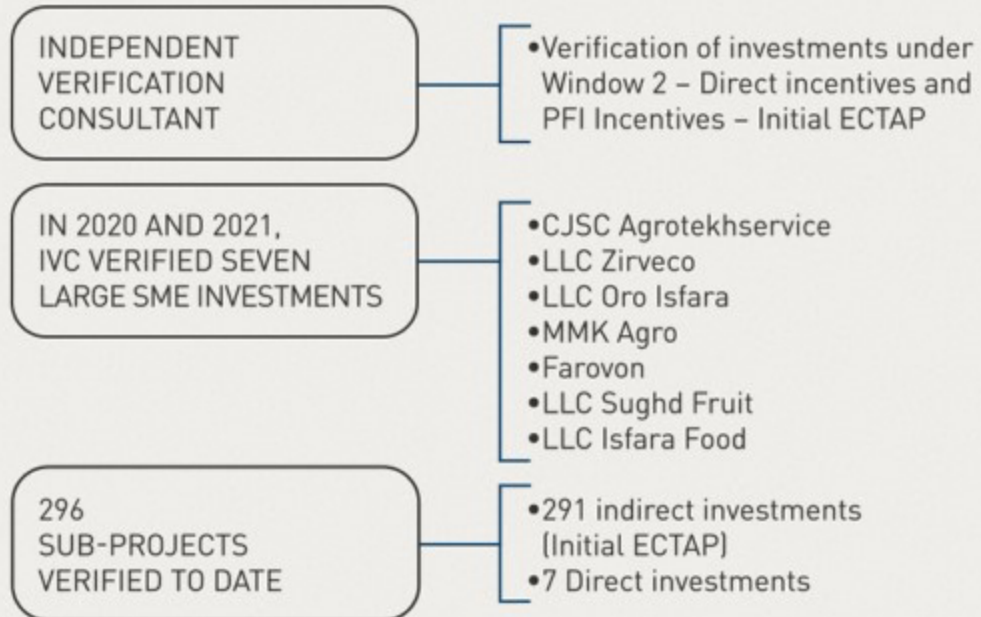 INDEPENDENT
VERIFICATION
CONSULTANT
•Verification of investments under
Window 2 – Direct incentives and
PFI Incentives – Initial ECTAP
IN 2020 AND 2021,
IVC VERIFIED SEVEN
LARGE SME INVESTMENTS
•CJSC Agrotekhservice
•LLC Zirveco
•LLC Oro Isfara
•MMK Agro
•Farovon
•LLC Sughd Fruit
•LLC Isfara Food
296
SUB-PROJECTS
VERIFIED TO DATE
•291 indirect investments
(Initial ECTAP)
•7 Direct investments